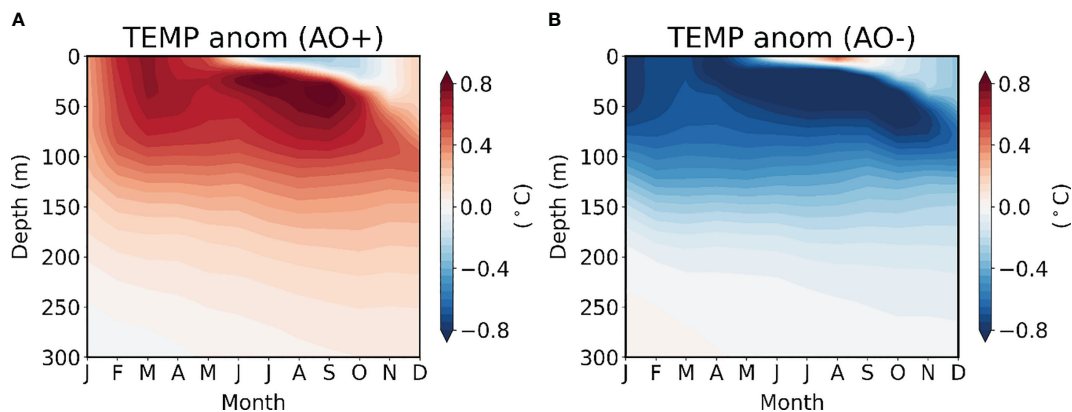 A
TEMP anom (AO+)
0
50
100
150
200
250
300
Depth (m)
J F M A M J J A S O N D
Month
0.8
0.4
0.0
−0.4
−0.8
(°C)
B
TEMP anom (AO-)
0
50
100
150
200
250
300
Depth (m)
J F M A M J J A S O N D
Month
0.8
0.4
0.0
−0.4
−0.8
(°C)